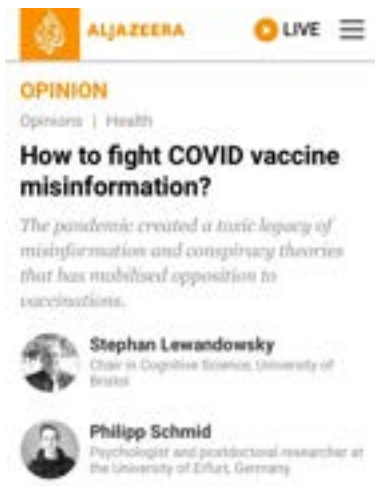 ALJAZEERA
LIVE
OPINION
Opinions | Health
How to fight COVID vaccine
misinformation?
The pandemic created a toxic legacy of
misinformation and conspiracy theories
that has mobilised opposition to
vaccinations.
Stephan Lewandowsky
Chair in Cognitive Science, University of
Bristol
Philipp Schmid
Psychologist and postdoctoral researcher at
the University of Erfurt, Germany